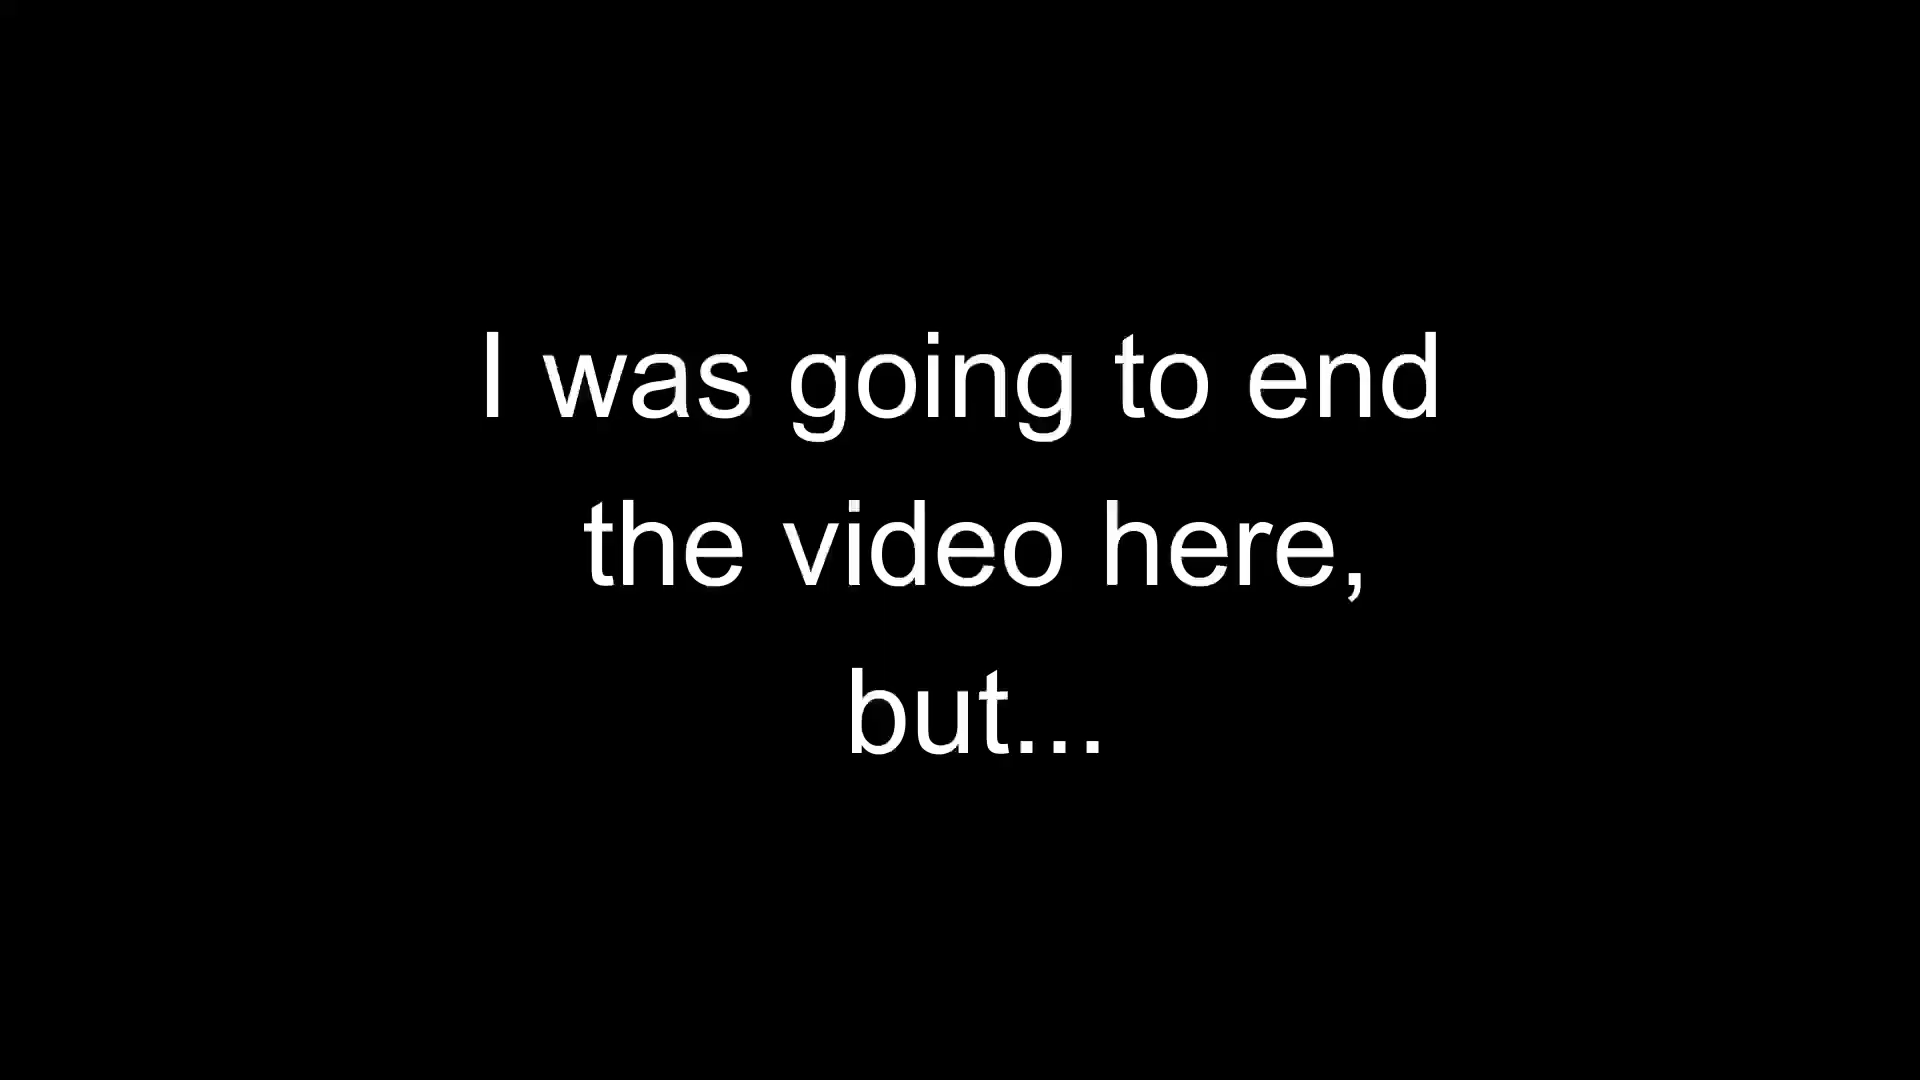 I was going to end
the video here,
but...